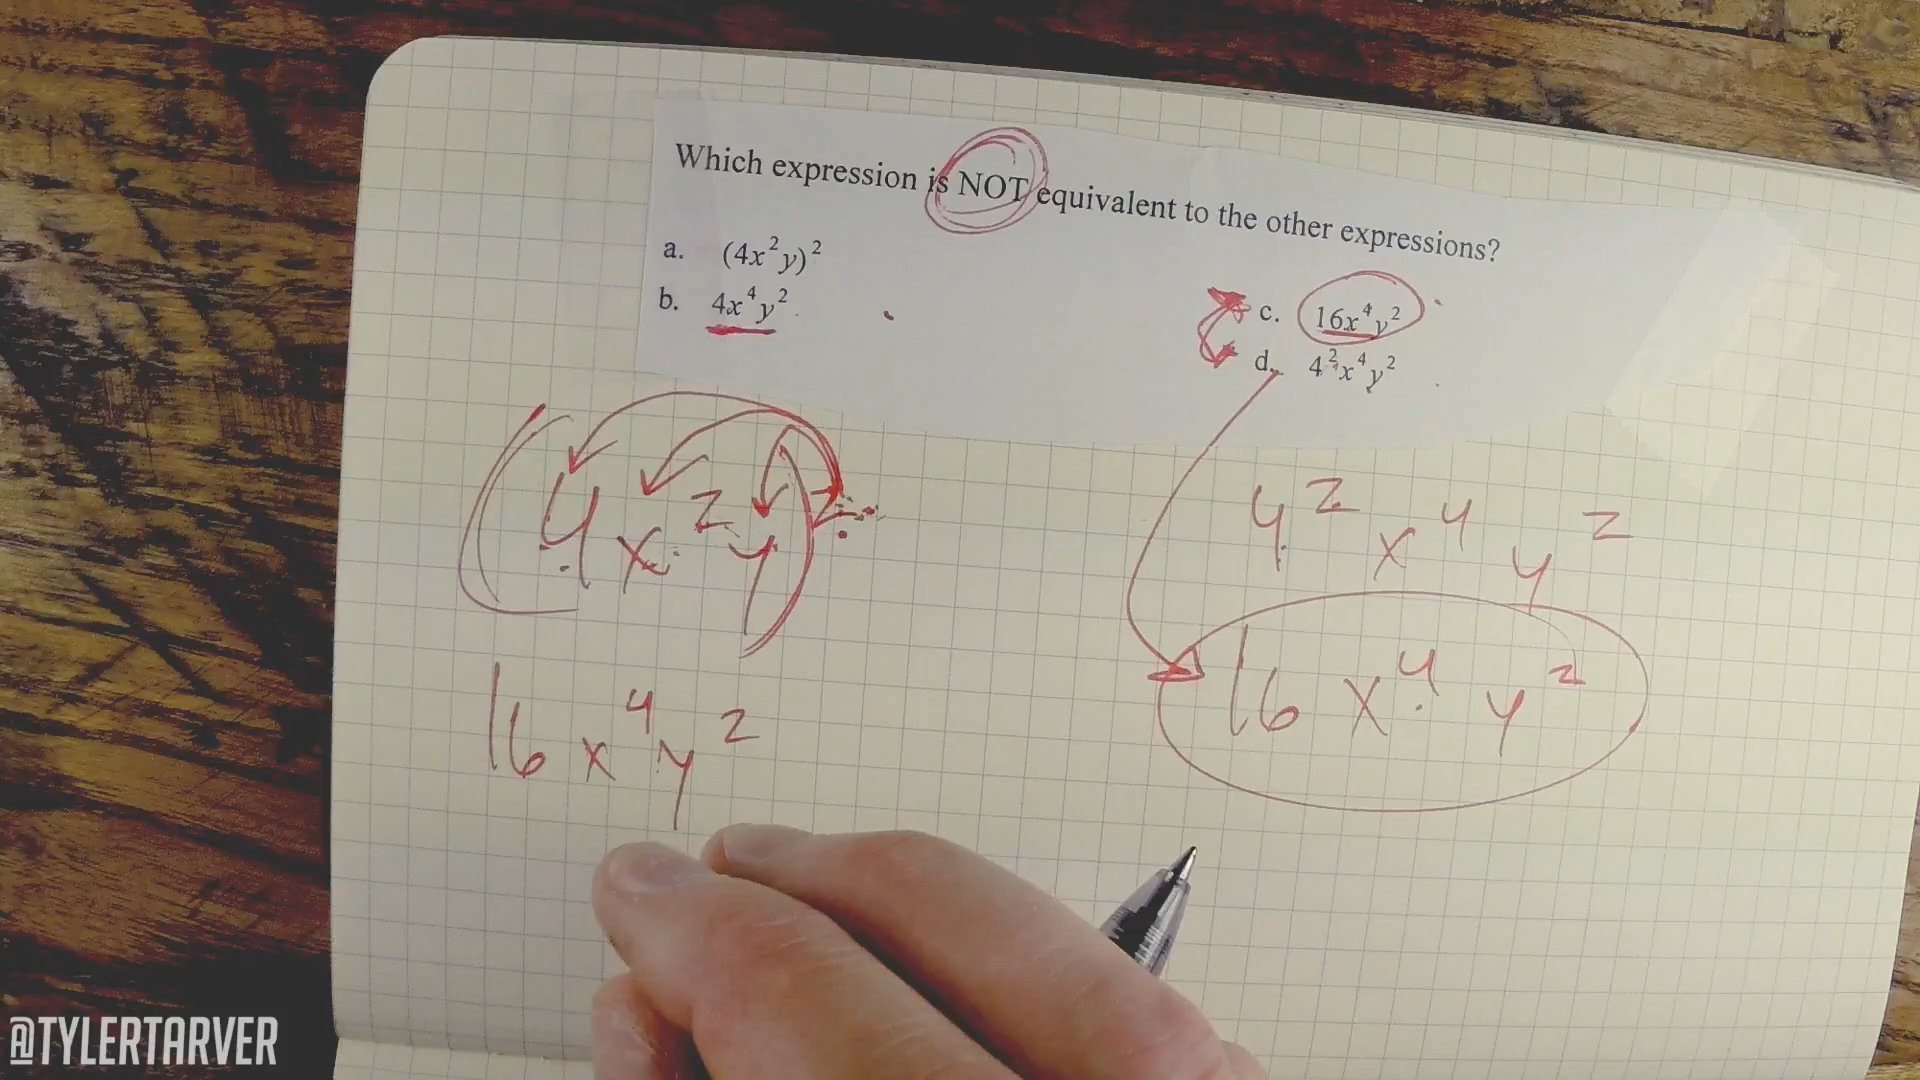 Which expression is NOT equivalent to the other expressions?
a. (4x²y)²
b. 4x⁴y²
c. 16x⁴y²
d. 4²x⁴y²
(4x²y)²
16x⁴y²
4²x⁴y²
16x⁴y²
@TYLERTARVER